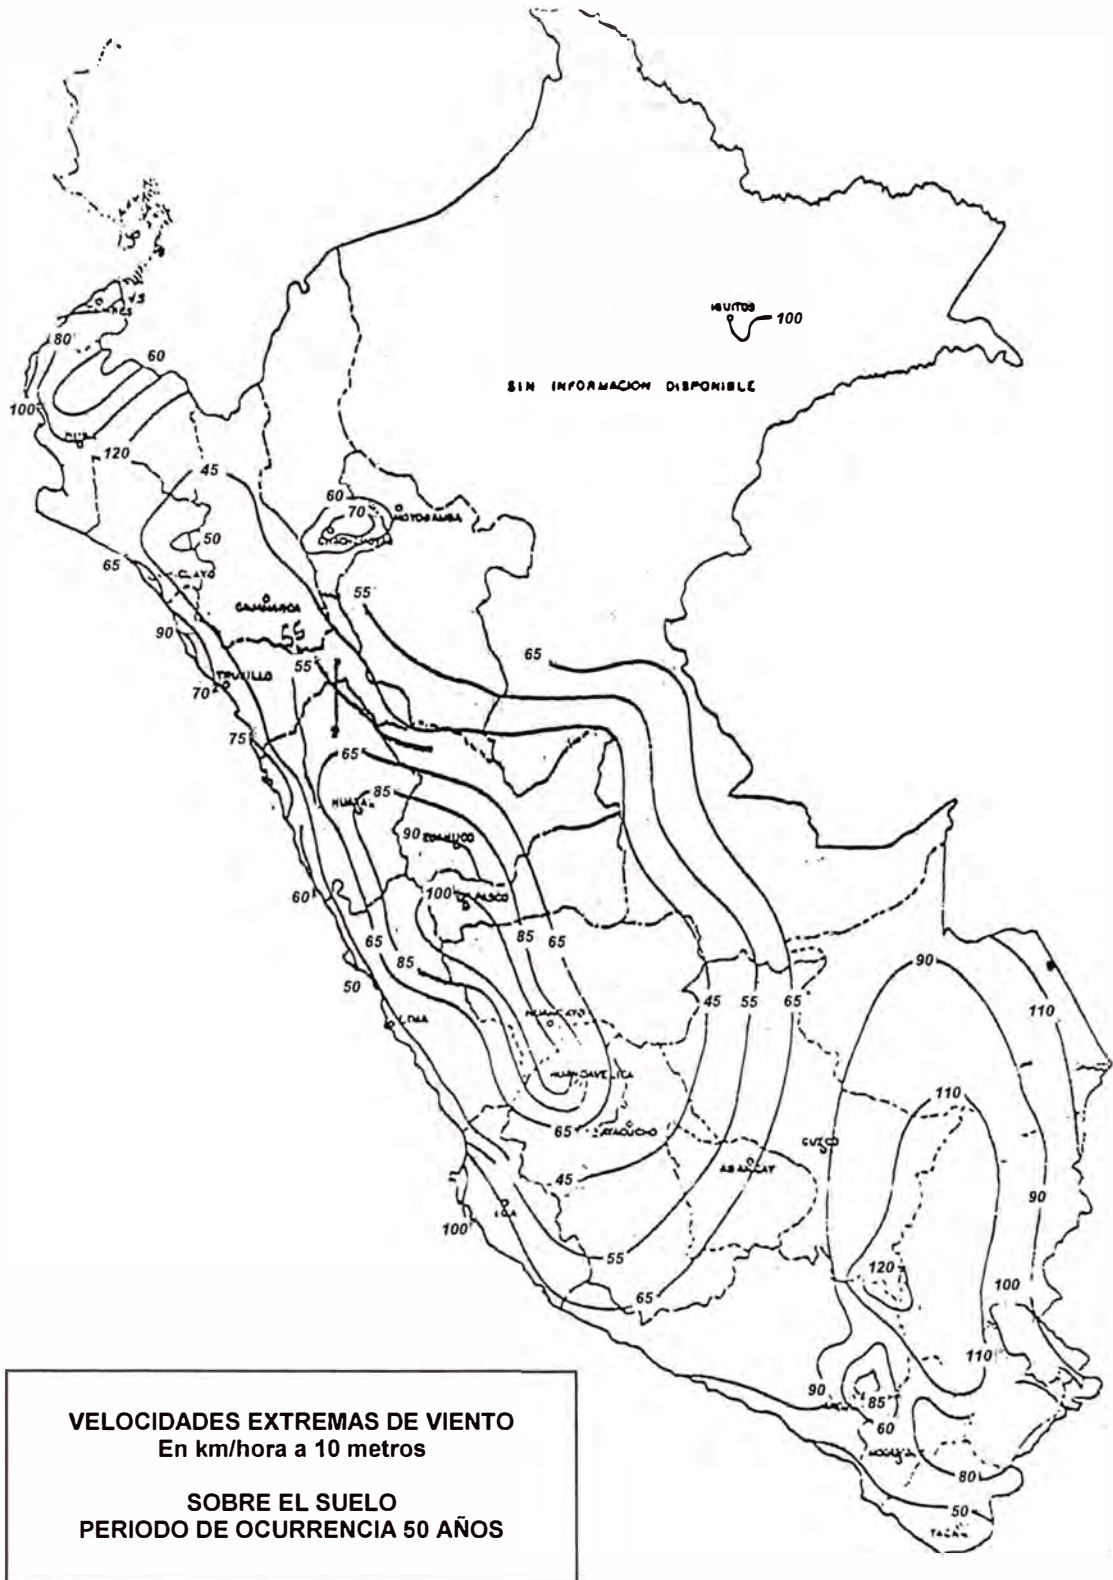 IQUITOS
100
SIN INFORMACION DISPONIBLE
80
60
100
120
45
60
70
MOYOBAMBA
50
65
CAJAMARCA
55
55
90
55
TRUJILLO
70
65
75
65
85
HUARAZ
90
HUANUCO
100
60
PASCO
65
85
65
85
50
90
45
55
65
110
LIMA
HUANCAYO
HUANCAVELICA
110
65
AYACUCHO
CUZCO
ABANCAY
45
90
ICA
100
55
120
65
100
110
90
85
60
80
50
TACNA
VELOCIDADES EXTREMAS DE VIENTO
En km/hora a 10 metros
SOBRE EL SUELO
PERIODO DE OCURRENCIA 50 AÑOS